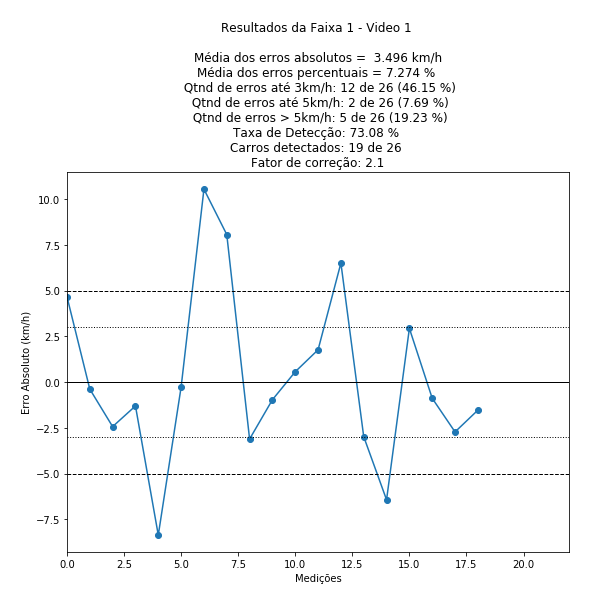 Resultados da Faixa 1 - Video 1
Média dos erros absolutos =  3.496 km/h
Média dos erros percentuais = 7.274 %
Qtnd de erros até 3km/h: 12 de 26 (46.15 %)
Qtnd de erros até 5km/h: 2 de 26 (7.69 %)
Qtnd de erros > 5km/h: 5 de 26 (19.23 %)
Taxa de Detecção: 73.08 %
Carros detectados: 19 de 26
Fator de correção: 2.1
10.0
7.5
5.0
2.5
0.0
−2.5
−5.0
−7.5
Erro Absoluto (km/h)
0.0 2.5 5.0 7.5 10.0 12.5 15.0 17.5 20.0
Medições